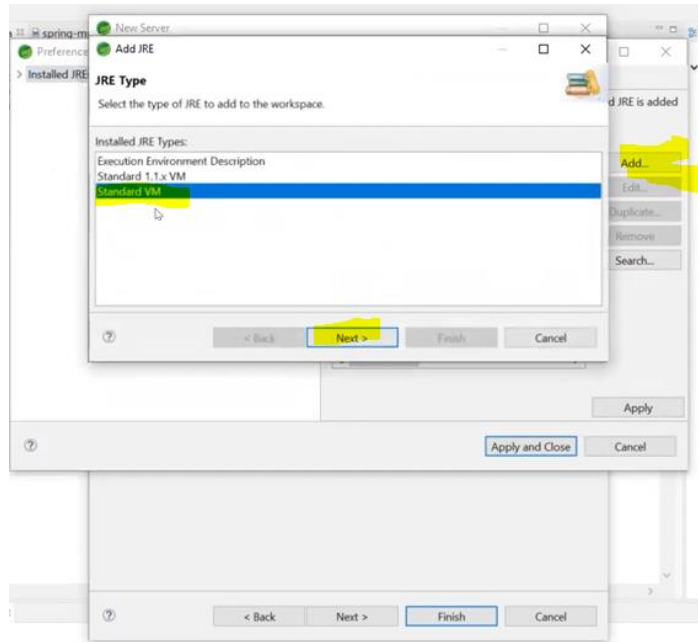 spring-m
New Server
Preference
Add JRE
Installed JRE
JRE Type
Select the type of JRE to add to the workspace.
d JRE is added
Installed JRE Types:
Execution Environment Description
Standard 1.1.x VM
Standard VM
Add...
Edit...
Duplicate...
Remove
Search...
< Back
Next >
Finish
Cancel
Apply
Apply and Close
Cancel
< Back
Next >
Finish
Cancel